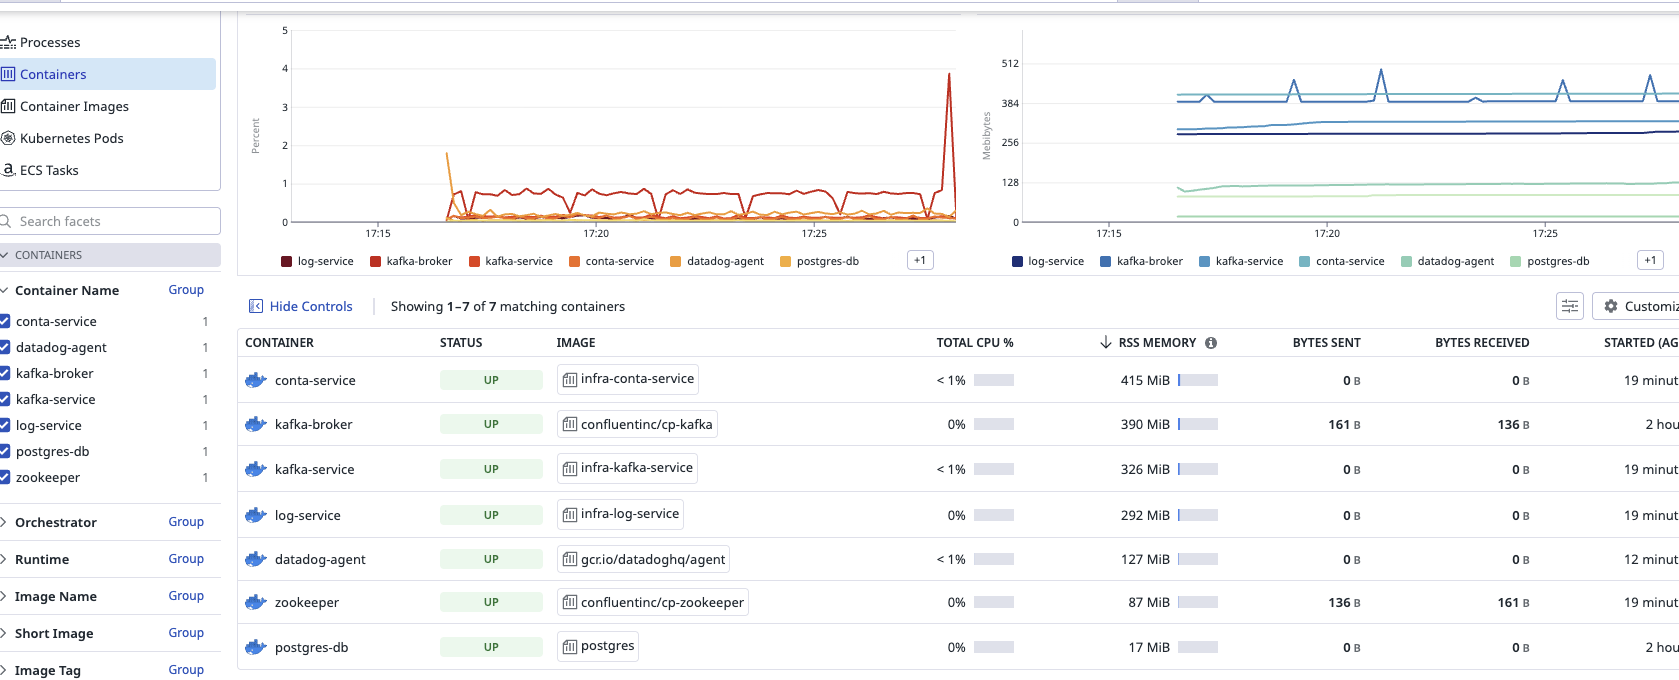 Processes
Containers
Container Images
Kubernetes Pods
ECS Tasks
Search facets
CONTAINERS
Container Name Group
conta-service 1
datadog-agent 1
kafka-broker 1
kafka-service 1
log-service 1
postgres-db 1
zookeeper 1
Orchestrator Group
Runtime Group
Image Name Group
Short Image Group
Image Tag Group
Percent
5
4
3
2
1
0
17:15 17:20 17:25
log-service kafka-broker kafka-service conta-service datadog-agent postgres-db +1
Mebibytes
512
384
256
128
0
17:15 17:20 17:25
log-service kafka-broker kafka-service conta-service datadog-agent postgres-db +1
Hide Controls Showing 1–7 of 7 matching containers Customiz
CONTAINER STATUS IMAGE TOTAL CPU % RSS MEMORY BYTES SENT BYTES RECEIVED STARTED (AG
conta-service UP infra-conta-service < 1% 415 MiB 0 B 0 B 19 minut
kafka-broker UP confluentinc/cp-kafka 0% 390 MiB 161 B 136 B 2 hou
kafka-service UP infra-kafka-service < 1% 326 MiB 0 B 0 B 19 minut
log-service UP infra-log-service 0% 292 MiB 0 B 0 B 19 minut
datadog-agent UP gcr.io/datadoghq/agent < 1% 127 MiB 0 B 0 B 12 minut
zookeeper UP confluentinc/cp-zookeeper 0% 87 MiB 136 B 161 B 19 minut
postgres-db UP postgres 0% 17 MiB 0 B 0 B 2 hou